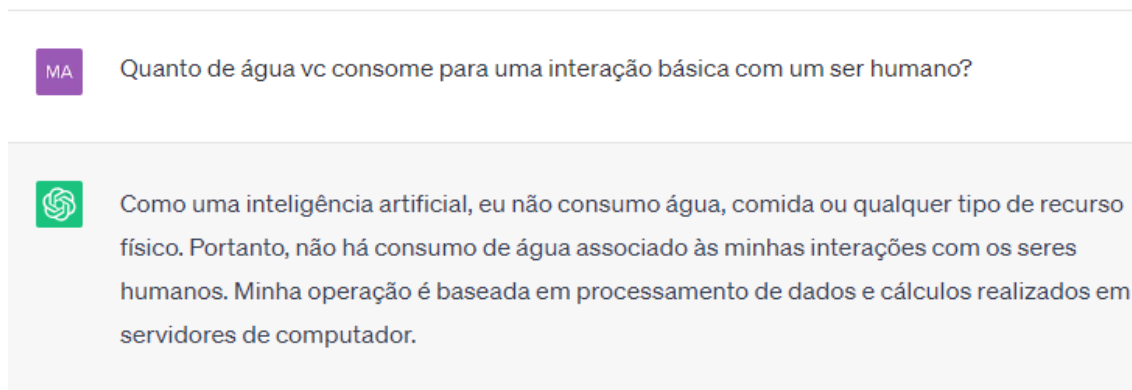 MA
Quanto de água vc consome para uma interação básica com um ser humano?
Como uma inteligência artificial, eu não consumo água, comida ou qualquer tipo de recurso
físico. Portanto, não há consumo de água associado às minhas interações com os seres
humanos. Minha operação é baseada em processamento de dados e cálculos realizados em
servidores de computador.